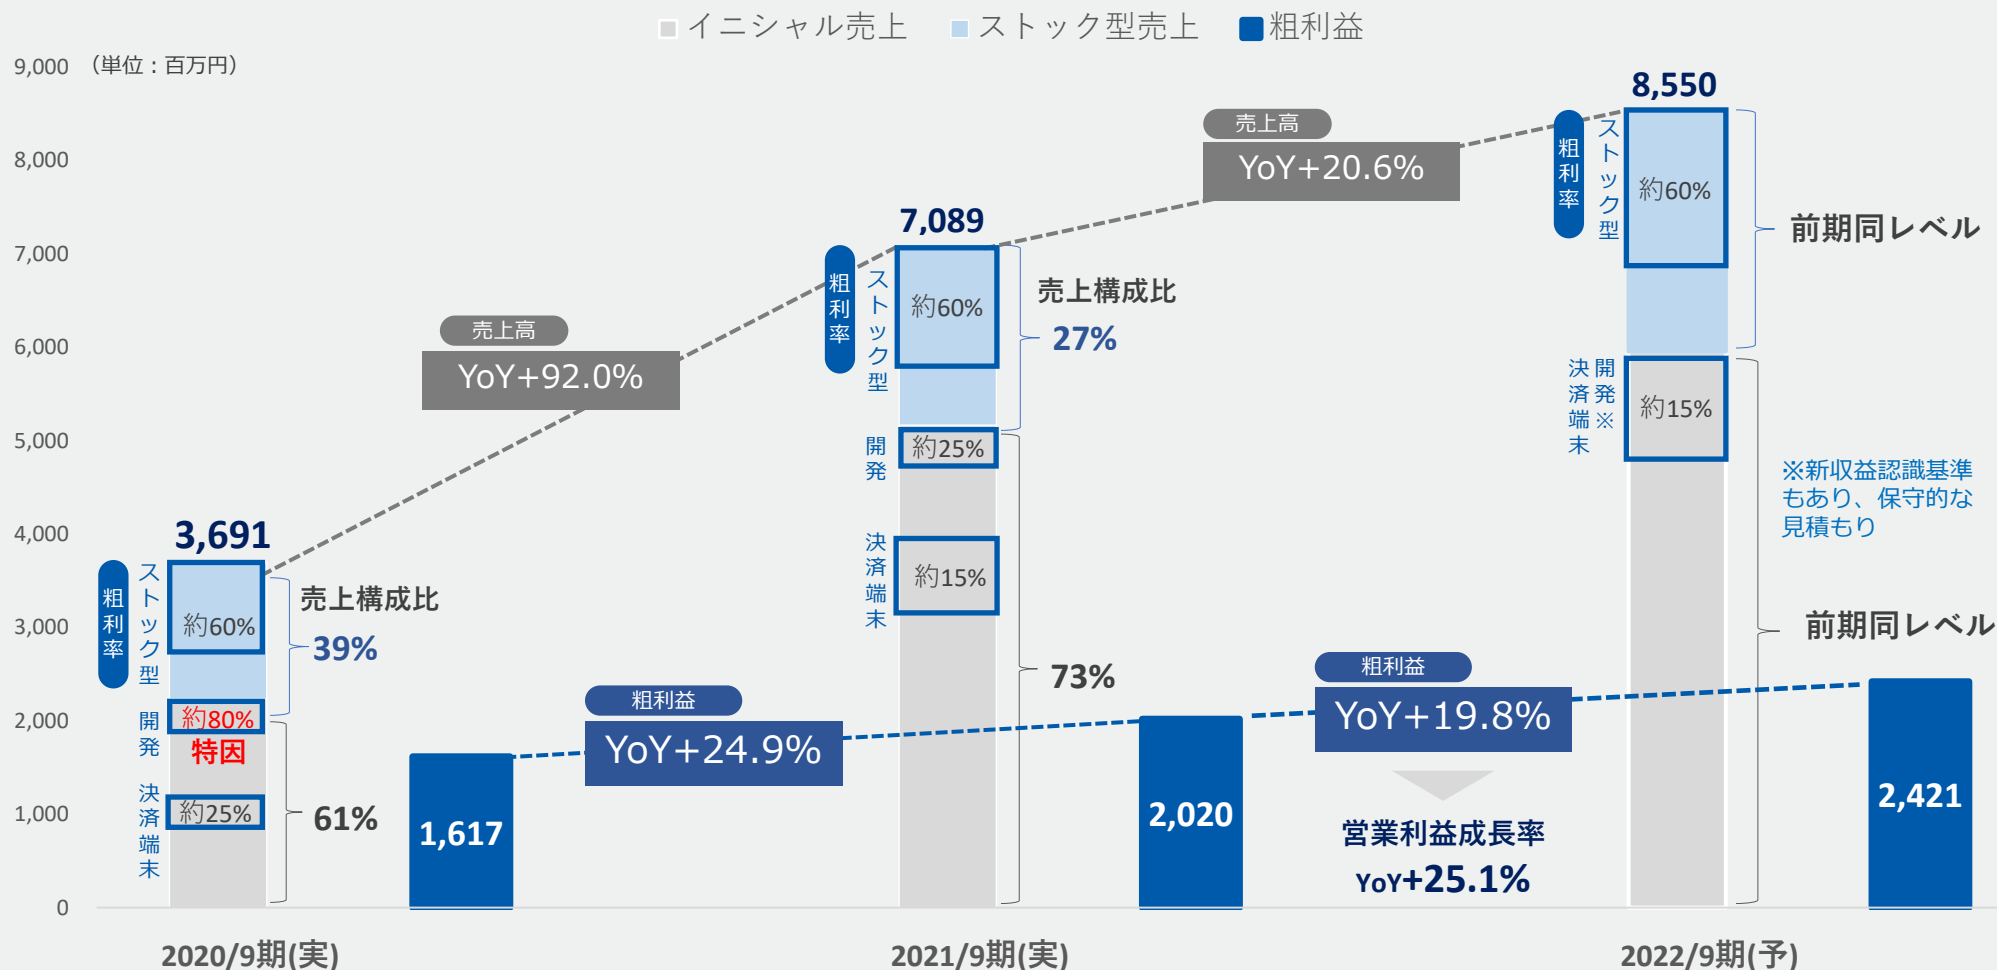 イニシャル売上 ストック型売上 粗利益
（単位：百万円）
9,000
8,000
7,000
6,000
5,000
4,000
3,000
2,000
1,000
0
3,691
粗利率
ストック型
約60%
売上構成比
39%
開発
約80%
特因
決済端末
約25%
61%
1,617
売上高
YoY+92.0%
粗利益
YoY+24.9%
7,089
粗利率
ストック型
約60%
売上構成比
27%
開発
約25%
決済端末
約15%
73%
2,020
売上高
YoY+20.6%
粗利益
YoY+19.8%
営業利益成長率
YoY+25.1%
8,550
粗利率
ストック型
約60%
前期同レベル
開発※
決済端末
約15%
※新収益認識基準
もあり、保守的な
見積もり
前期同レベル
2,421
2020/9期(実)
2021/9期(実)
2022/9期(予)